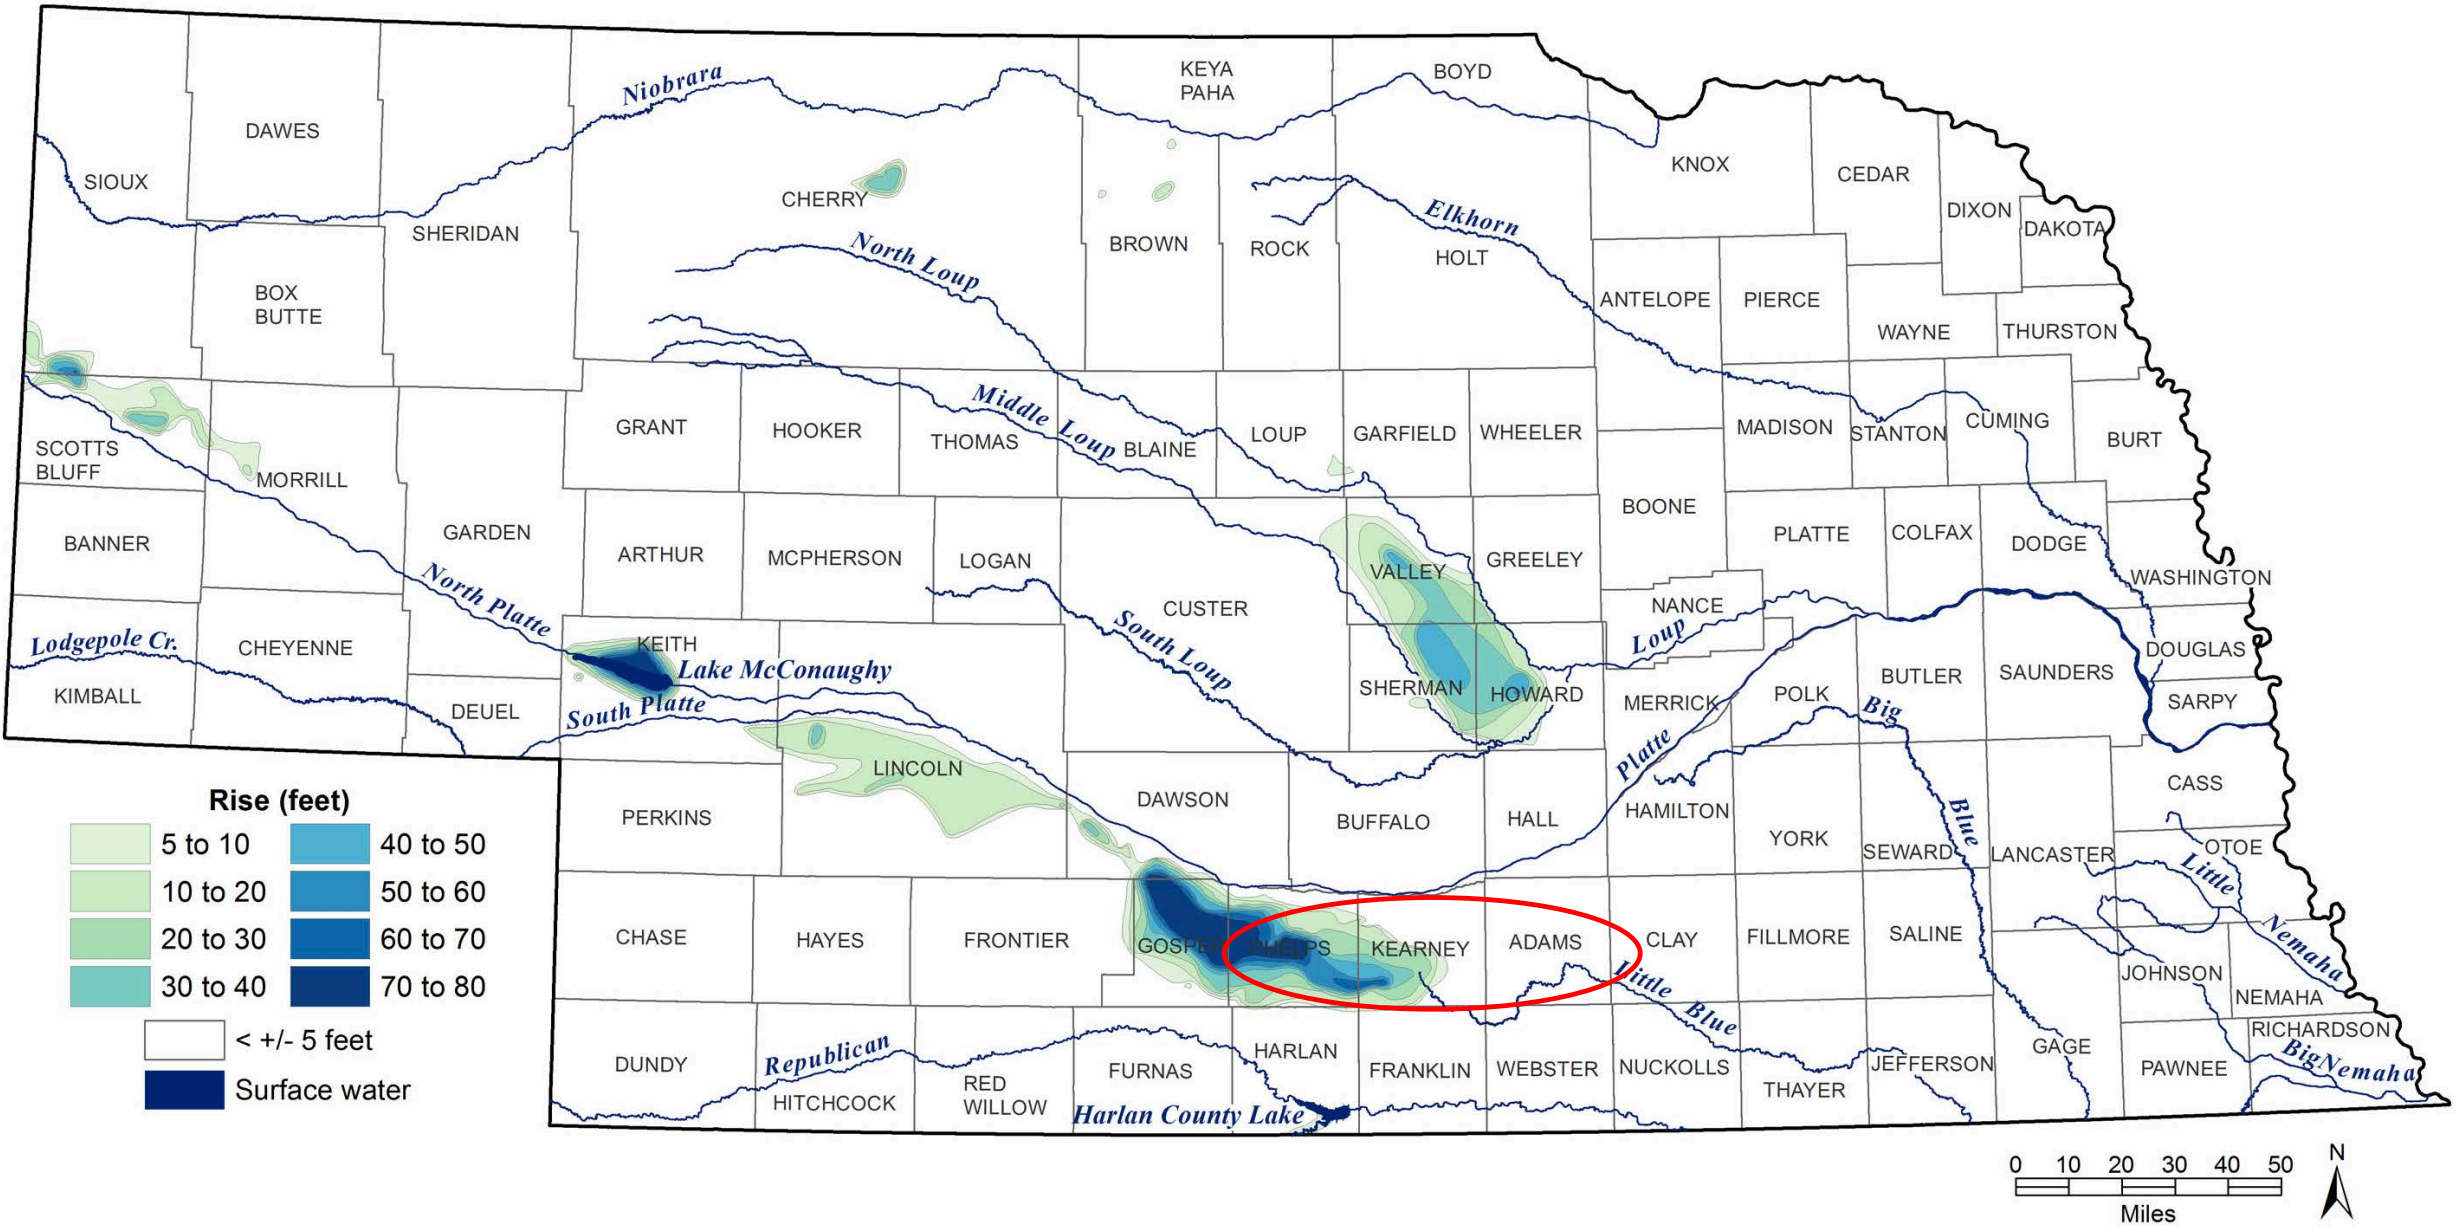 KEYA
PAHA
BOYD
Niobrara
DAWES
SIOUX
CHERRY
KNOX
CEDAR
DIXON
DAKOTA
SHERIDAN
BROWN
ROCK
Elkhorn
HOLT
North Loup
BOX
BUTTE
ANTELOPE
PIERCE
WAYNE
THURSTON
GRANT
HOOKER
THOMAS
Middle Loup
BLAINE
LOUP
GARFIELD
WHEELER
MADISON
STANTON
CUMING
BURT
SCOTTS
BLUFF
MORRILL
GARDEN
BANNER
ARTHUR
MCPHERSON
LOGAN
CUSTER
VALLEY
GREELEY
BOONE
PLATTE
COLFAX
DODGE
WASHINGTON
North Platte
NANCE
Loup
South Loup
Lodgepole Cr.
CHEYENNE
KEITH
Lake McConaughy
South Platte
KIMBALL
DEUEL
SHERMAN
HOWARD
MERRICK
POLK
BUTLER
SAUNDERS
DOUGLAS
SARPY
Platte
Big
Blue
LINCOLN
PERKINS
DAWSON
BUFFALO
HALL
HAMILTON
YORK
SEWARD
LANCASTER
CASS
OTOE
Little
Nemaha
CHASE
HAYES
FRONTIER
GOSPER
PHELPS
KEARNEY
ADAMS
CLAY
FILLMORE
SALINE
JOHNSON
NEMAHA
Little
Blue
DUNDY
Republican
HITCHCOCK
RED
WILLOW
FURNAS
HARLAN
FRANKLIN
WEBSTER
NUCKOLLS
THAYER
JEFFERSON
GAGE
PAWNEE
RICHARDSON
BigNemaha
Harlan County Lake
Rise (feet)
5 to 10
40 to 50
10 to 20
50 to 60
20 to 30
60 to 70
30 to 40
70 to 80
< +/- 5 feet
Surface water
N
0 10 20 30 40 50
Miles